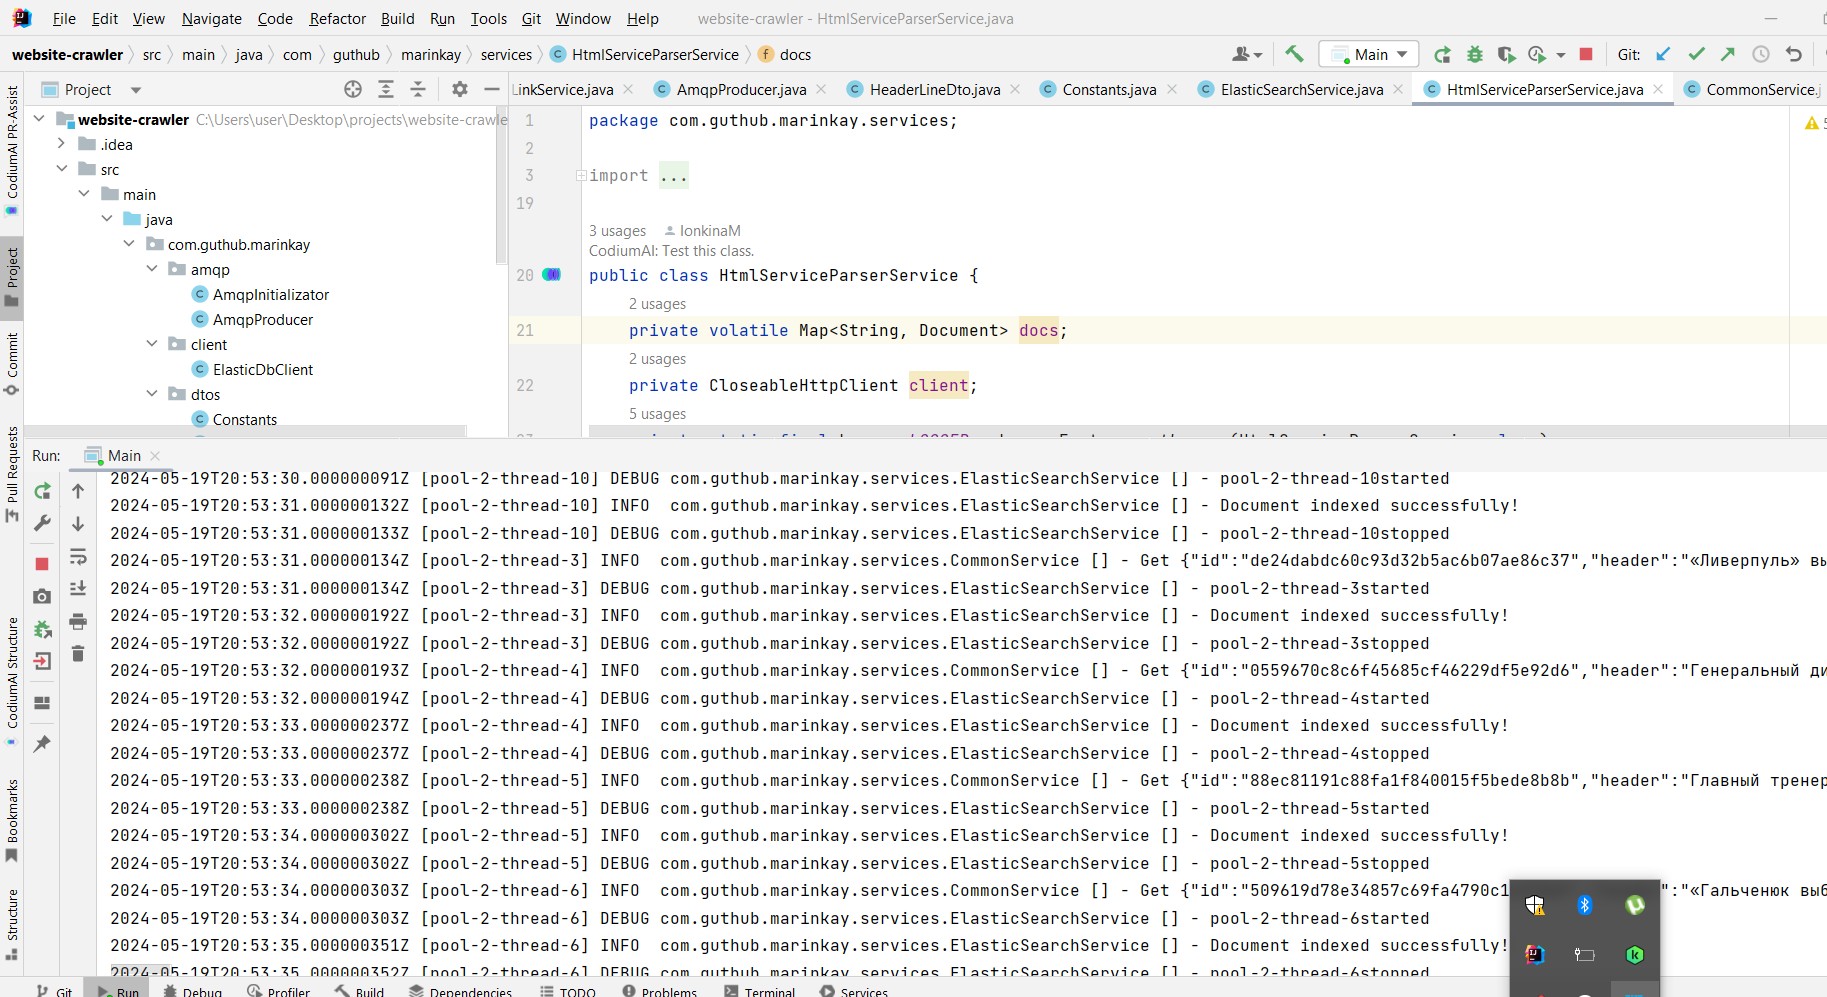 File Edit View Navigate Code Refactor Build Run Tools Git Window Help website-crawler - HtmlServiceParserService.java
website-crawler src main java com guthub marinkay services HtmlServiceParserService docs Main Git:
Project
LinkService.java AmqpProducer.java HeaderLineDto.java Constants.java ElasticSearchService.java HtmlServiceParserService.java CommonService.j
CodiumAI PR-Assist
Project
Commit
Pull Requests
CodiumAI Structure
Bookmarks
Structure
website-crawler C:\Users\user\Desktop\projects\website-crawle
.idea
src
main
java
com.guthub.marinkay
amqp
AmqpInitializator
AmqpProducer
client
ElasticDbClient
dtos
Constants
1 package com.guthub.marinkay.services;
2
3 import ...
19
3 usages IonkinaM
CodiumAI: Test this class.
20 public class HtmlServiceParserService {
2 usages
21 private volatile Map<String, Document> docs;
2 usages
22 private CloseableHttpClient client;
5 usages
Run: Main
2024-05-19T20:53:30.000000091Z [pool-2-thread-10] DEBUG com.guthub.marinkay.services.ElasticSearchService [] - pool-2-thread-10started
2024-05-19T20:53:31.000000132Z [pool-2-thread-10] INFO com.guthub.marinkay.services.ElasticSearchService [] - Document indexed successfully!
2024-05-19T20:53:31.000000133Z [pool-2-thread-10] DEBUG com.guthub.marinkay.services.ElasticSearchService [] - pool-2-thread-10stopped
2024-05-19T20:53:31.000000134Z [pool-2-thread-3] INFO com.guthub.marinkay.services.CommonService [] - Get {"id":"de24dabdc60c93d32b5ac6b07ae86c37","header":"«Ливерпуль» вы
2024-05-19T20:53:31.000000134Z [pool-2-thread-3] DEBUG com.guthub.marinkay.services.ElasticSearchService [] - pool-2-thread-3started
2024-05-19T20:53:32.000000192Z [pool-2-thread-3] INFO com.guthub.marinkay.services.ElasticSearchService [] - Document indexed successfully!
2024-05-19T20:53:32.000000192Z [pool-2-thread-3] DEBUG com.guthub.marinkay.services.ElasticSearchService [] - pool-2-thread-3stopped
2024-05-19T20:53:32.000000193Z [pool-2-thread-4] INFO com.guthub.marinkay.services.CommonService [] - Get {"id":"0559670c8c6f45685cf46229df5e92d6","header":"Генеральный ди
2024-05-19T20:53:32.000000194Z [pool-2-thread-4] DEBUG com.guthub.marinkay.services.ElasticSearchService [] - pool-2-thread-4started
2024-05-19T20:53:33.000000237Z [pool-2-thread-4] INFO com.guthub.marinkay.services.ElasticSearchService [] - Document indexed successfully!
2024-05-19T20:53:33.000000237Z [pool-2-thread-4] DEBUG com.guthub.marinkay.services.ElasticSearchService [] - pool-2-thread-4stopped
2024-05-19T20:53:33.000000238Z [pool-2-thread-5] INFO com.guthub.marinkay.services.CommonService [] - Get {"id":"88ec81191c88fa1f840015f5bede8b8b","header":"Главный тренер
2024-05-19T20:53:33.000000238Z [pool-2-thread-5] DEBUG com.guthub.marinkay.services.ElasticSearchService [] - pool-2-thread-5started
2024-05-19T20:53:34.000000302Z [pool-2-thread-5] INFO com.guthub.marinkay.services.ElasticSearchService [] - Document indexed successfully!
2024-05-19T20:53:34.000000302Z [pool-2-thread-5] DEBUG com.guthub.marinkay.services.ElasticSearchService [] - pool-2-thread-5stopped
2024-05-19T20:53:34.000000303Z [pool-2-thread-6] INFO com.guthub.marinkay.services.CommonService [] - Get {"id":"509619d78e34857c69fa4790c1 ":"«Гальченюк выб
2024-05-19T20:53:34.000000303Z [pool-2-thread-6] DEBUG com.guthub.marinkay.services.ElasticSearchService [] - pool-2-thread-6started
2024-05-19T20:53:35.000000351Z [pool-2-thread-6] INFO com.guthub.marinkay.services.ElasticSearchService [] - Document indexed successfully!
2024-05-19T20:53:35.000000352Z [pool-2-thread-6] DEBUG com.guthub.marinkay.services.ElasticSearchService [] - pool-2-thread-6stopped
Git Run Debug Profiler Build Dependencies TODO Problems Terminal Services